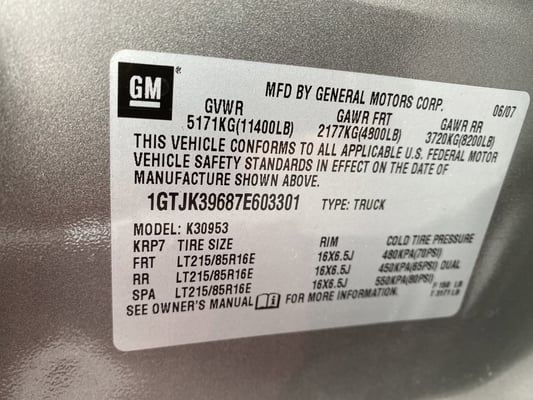 GM ®
MFD BY GENERAL MOTORS CORP. 06/07
GVWR GAWR FRT GAWR RR
5171KG(11400LB) 2177KG(4800LB) 3720KG(8200LB)
THIS VEHICLE CONFORMS TO ALL APPLICABLE U.S. FEDERAL MOTOR
VEHICLE SAFETY STANDARDS IN EFFECT ON THE DATE OF
MANUFACTURE SHOWN ABOVE.
1GTJK39687E603301 TYPE: TRUCK
MODEL: K30953
KRP7 TIRE SIZE RIM COLD TIRE PRESSURE
FRT LT215/85R16E 16X6.5J 480KPA(70PSI)
RR LT215/85R16E 16X6.5J 450KPA(65PSI) DUAL
SPA LT215/85R16E 16X6.5J 550KPA(80PSI)
SEE OWNER'S MANUAL i FOR MORE INFORMATION.